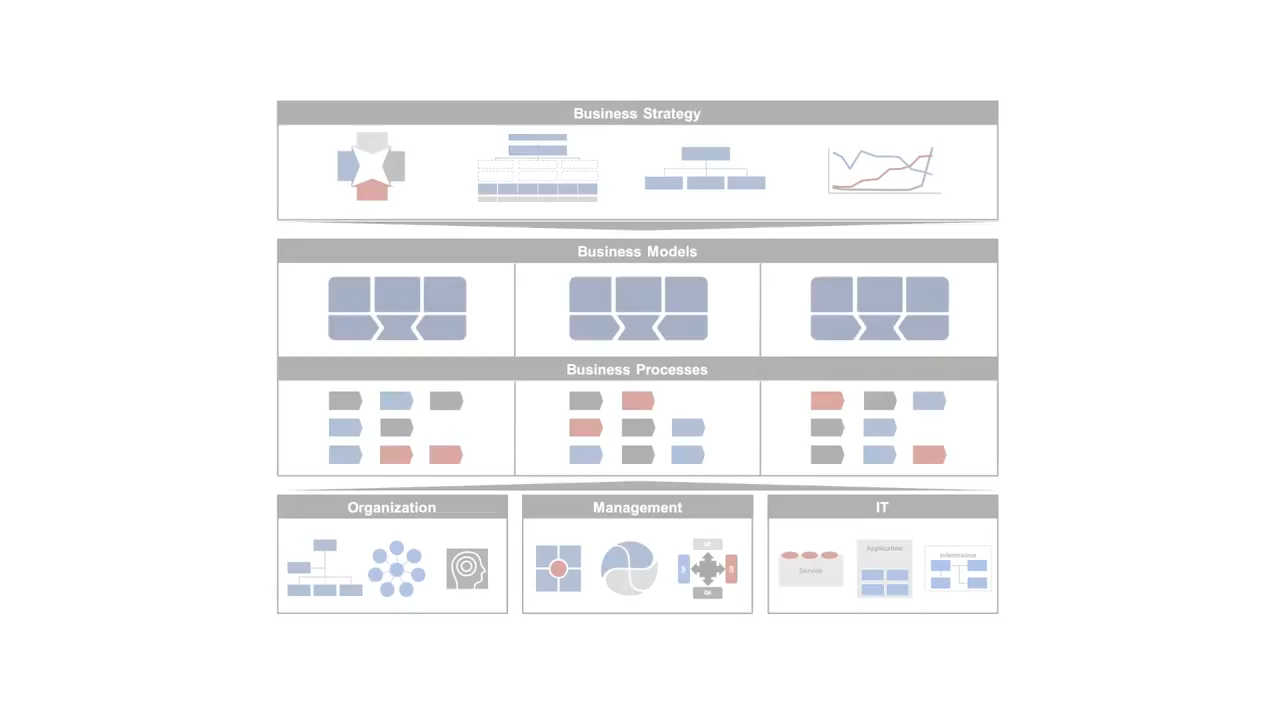 Business Strategy
Business Models
Business Processes
Organization
Management
IT
Service
Application
Information